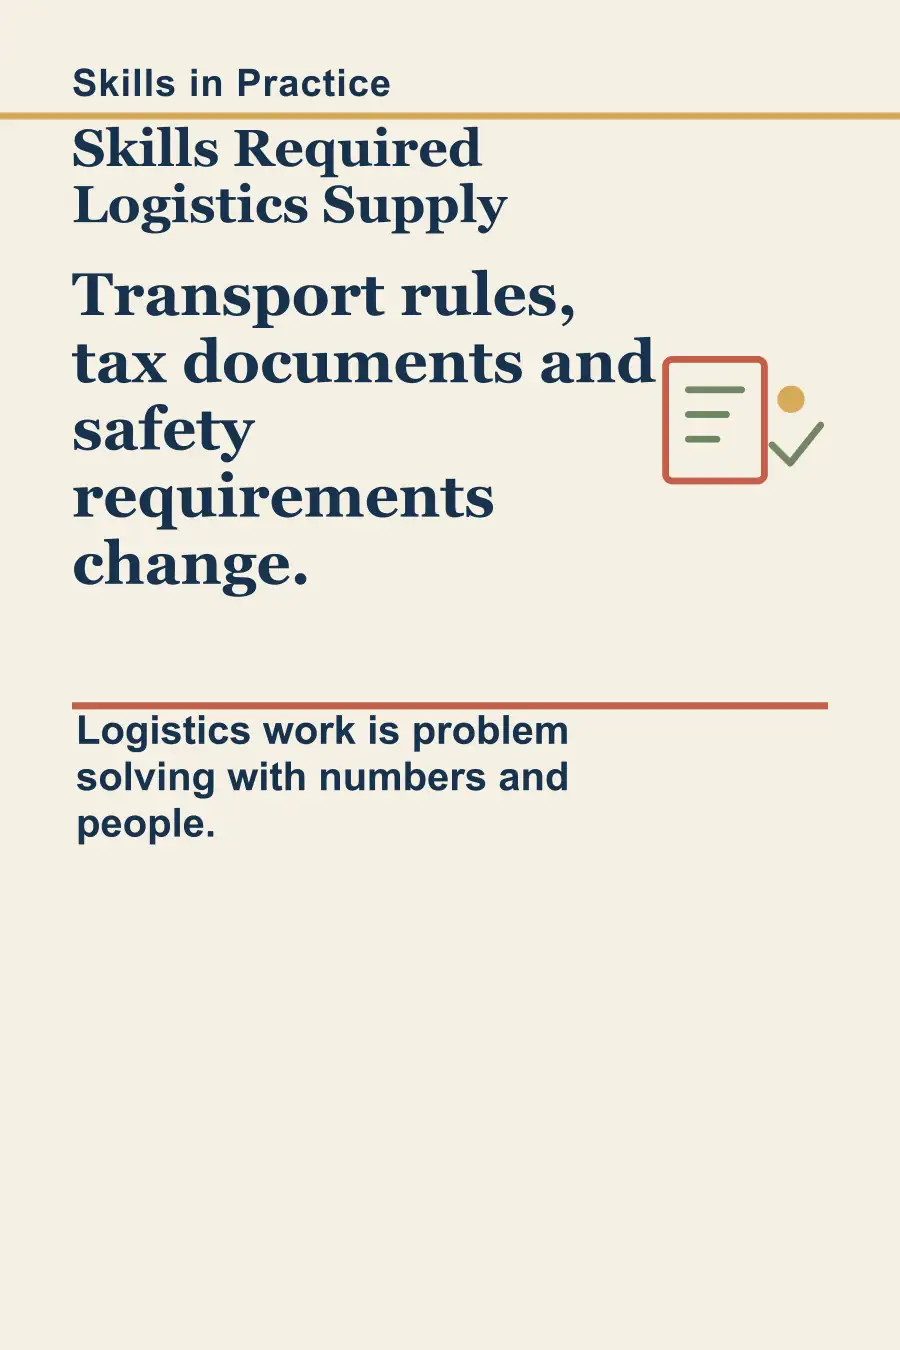 Skills in Practice
Skills Required
Logistics Supply
Transport rules,
tax documents and
safety
requirements
change.
Logistics work is problem
solving with numbers and
people.